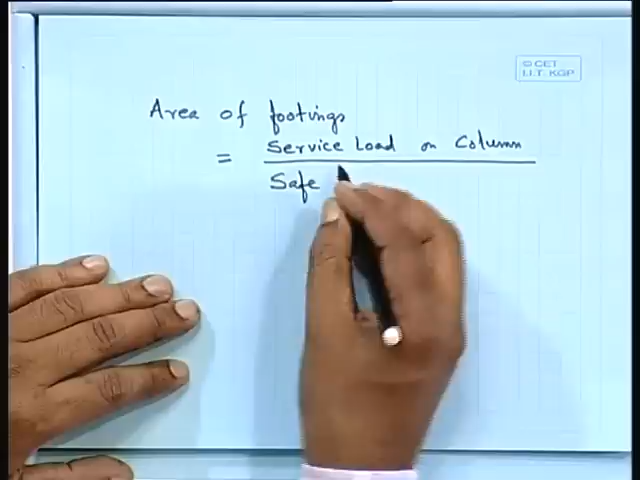 © CET
I.I.T. KGP
Area of footings
= Service Load on Column
Safe